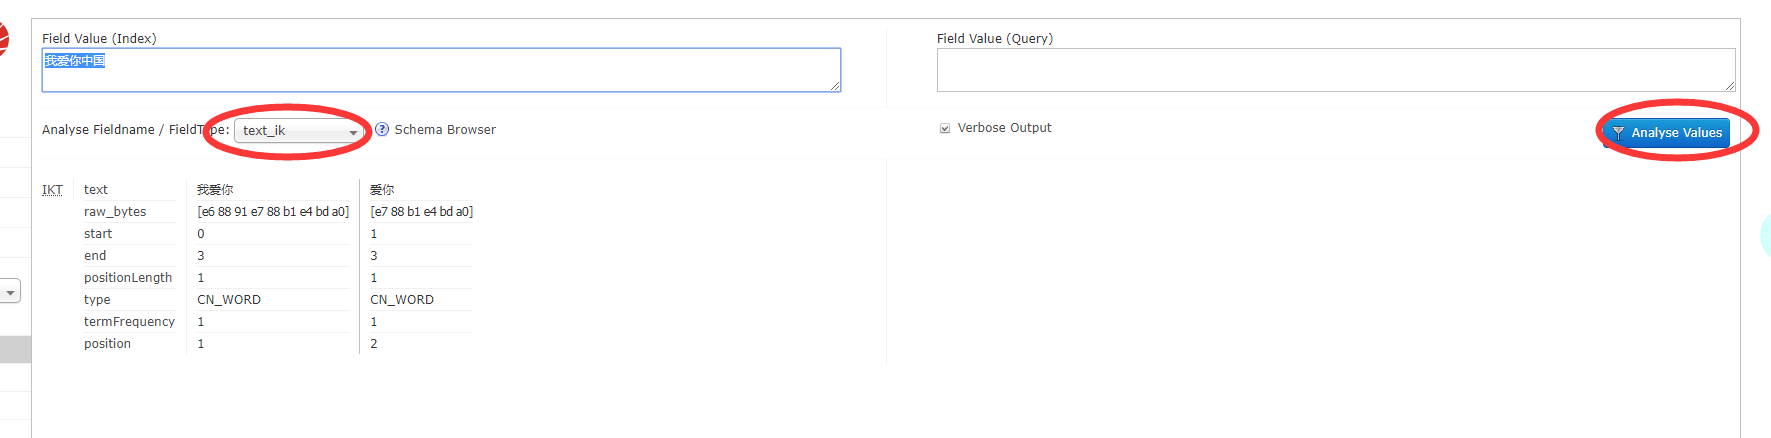 Field Value (Index)
Field Value (Query)
我爱你中国
Analyse Fieldname / FieldType:
text_ik
? Schema Browser
Verbose Output
Analyse Values
IKT
text 我爱你 爱你
raw_bytes [e6 88 91 e7 88 b1 e4 bd a0] [e7 88 b1 e4 bd a0]
start 0 1
end 3 3
positionLength 1 1
type CN_WORD CN_WORD
termFrequency 1 1
position 1 2